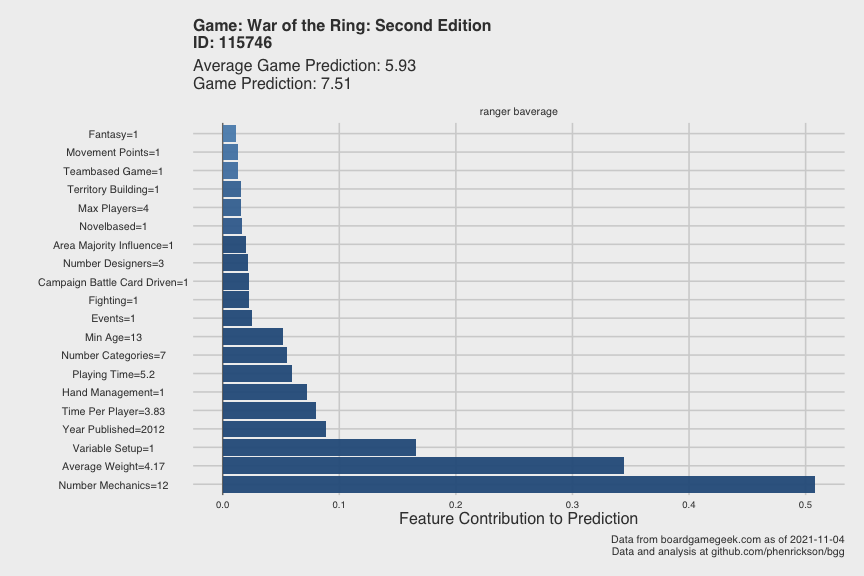 Game: War of the Ring: Second Edition
ID: 115746
Average Game Prediction: 5.93
Game Prediction: 7.51
ranger baverage
Fantasy=1
Movement Points=1
Teambased Game=1
Territory Building=1
Max Players=4
Novelbased=1
Area Majority Influence=1
Number Designers=3
Campaign Battle Card Driven=1
Fighting=1
Events=1
Min Age=13
Number Categories=7
Playing Time=5.2
Hand Management=1
Time Per Player=3.83
Year Published=2012
Variable Setup=1
Average Weight=4.17
Number Mechanics=12
0.0 0.1 0.2 0.3 0.4 0.5
Feature Contribution to Prediction
Data from boardgamegeek.com as of 2021-11-04
Data and analysis at github.com/phenrickson/bgg